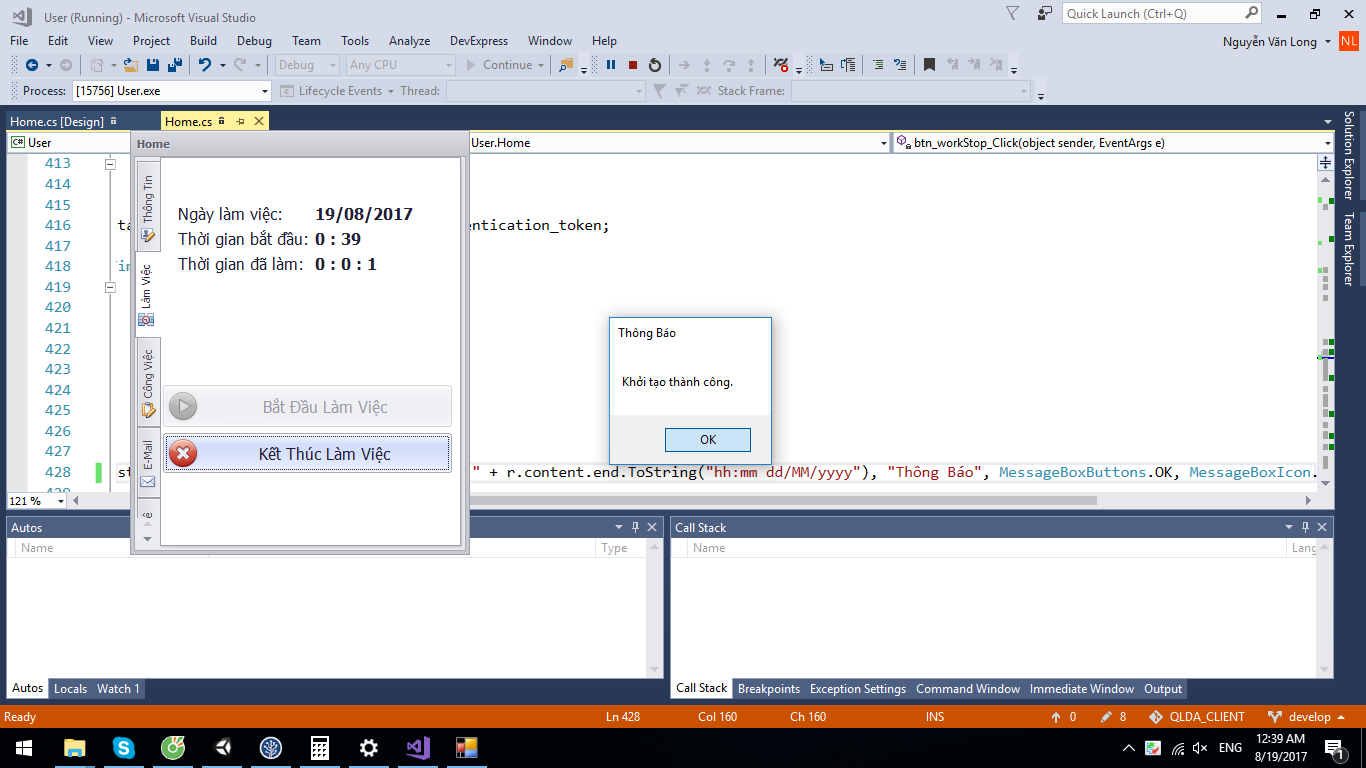 User (Running) - Microsoft Visual Studio
Quick Launch (Ctrl+Q)
File Edit View Project Build Debug Team Tools Analyze DevExpress Window Help
Nguyễn Văn Long NL
Debug Any CPU Continue
Process: [15756] User.exe Lifecycle Events Thread: Stack Frame:
Home.cs [Design] Home.cs
C# User User.Home btn_workStop_Click(object sender, EventArgs e)
Solution Explorer
Team Explorer
Home
Thông Tin
Làm Việc
Công Việc
E-Mail
Ngày làm việc: 19/08/2017
Thời gian bắt đầu: 0 : 39
Thời gian đã làm: 0 : 0 : 1
Bắt Đầu Làm Việc
Kết Thúc Làm Việc
413
414
415
416 ta entication_token;
417
418 in
419
420
421
422
423
424
425
426
427
428 st " + r.content.end.ToString("hh:mm dd/MM/yyyy"), "Thông Báo", MessageBoxButtons.OK, MessageBoxIcon.
Thông Báo
Khởi tạo thành công.
OK
121 %
Autos
Name Type
Call Stack
Name Lang
Autos Locals Watch 1
Call Stack Breakpoints Exception Settings Command Window Immediate Window Output
Ready Ln 428 Col 160 Ch 160 INS 0 8 QLDA_CLIENT develop
ENG
12:39 AM
8/19/2017
1